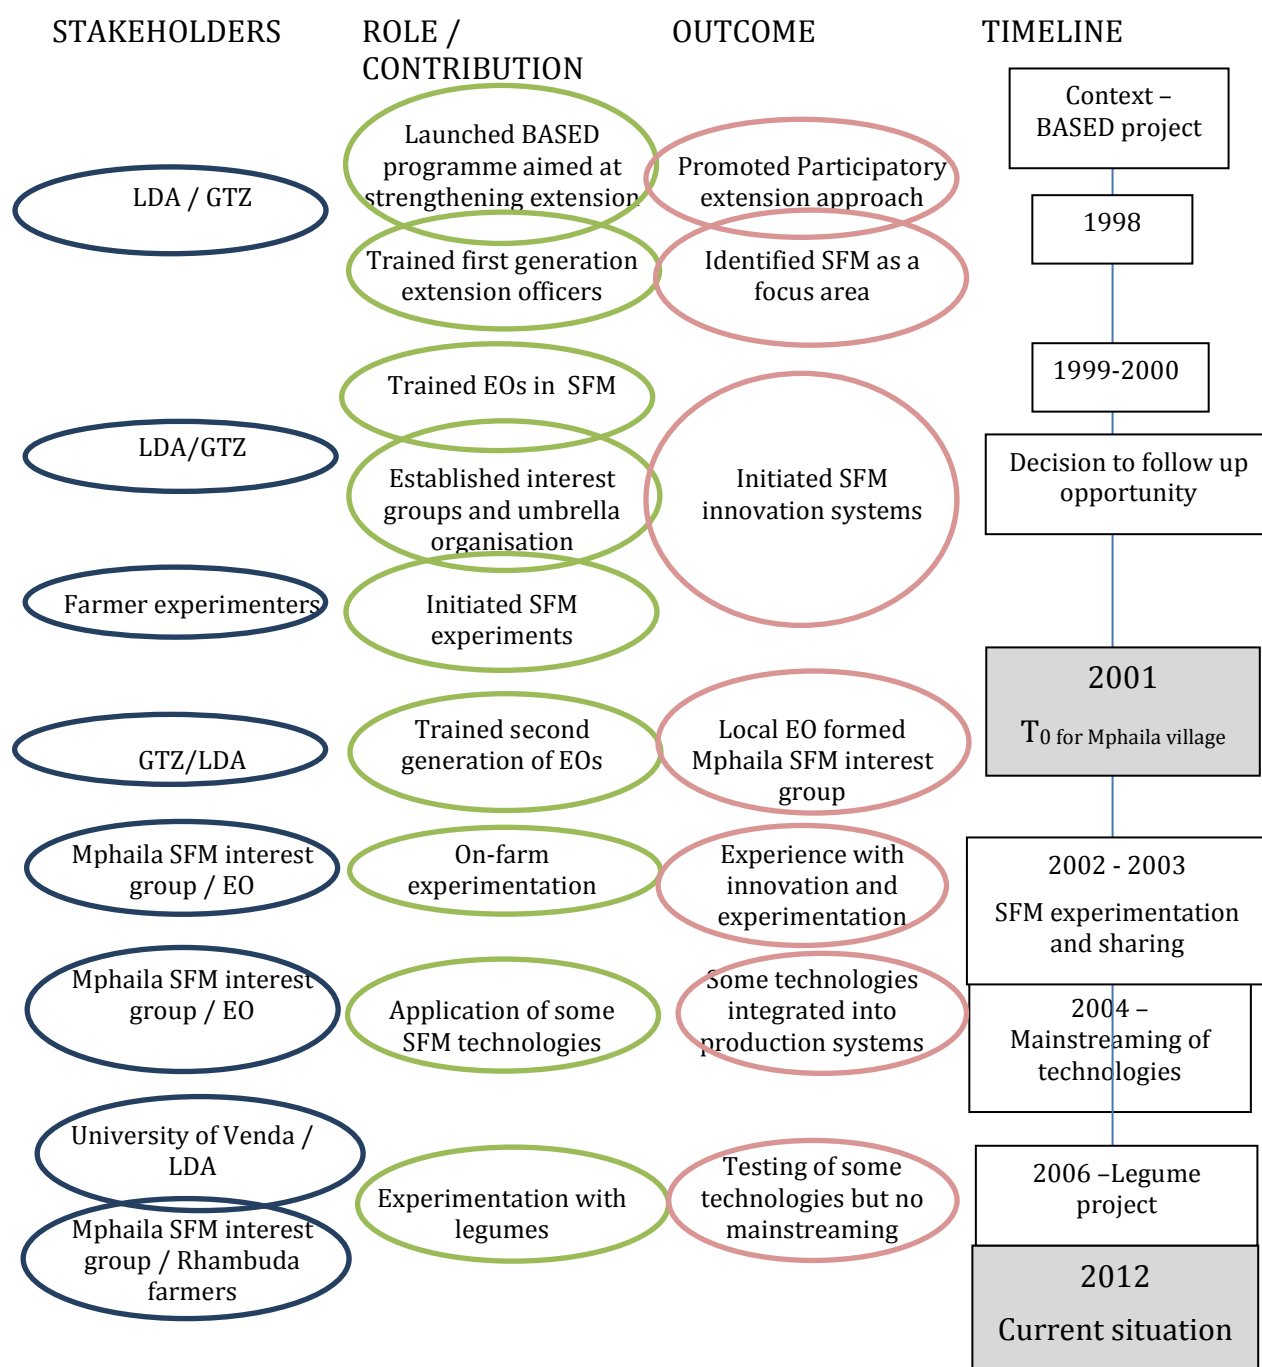 STAKEHOLDERS
ROLE /
CONTRIBUTION
OUTCOME
TIMELINE
Context –
BASED project
LDA / GTZ
Launched BASED
programme aimed at
strengthening extension
Promoted Participatory
extension approach
1998
Trained first generation
extension officers
Identified SFM as a
focus area
1999-2000
Trained EOs in SFM
LDA/GTZ
Established interest
groups and umbrella
organisation
Initiated SFM
innovation systems
Decision to follow up
opportunity
Farmer experimenters
Initiated SFM
experiments
2001
T0 for Mphaila village
GTZ/LDA
Trained second
generation of EOs
Local EO formed
Mphaila SFM interest
group
Mphaila SFM interest
group / EO
On-farm
experimentation
Experience with
innovation and
experimentation
2002 - 2003
SFM experimentation
and sharing
Mphaila SFM interest
group / EO
Application of some
SFM technologies
Some technologies
integrated into
production systems
2004 –
Mainstreaming of
technologies
University of Venda /
LDA
Mphaila SFM interest
group / Rhambuda
farmers
Experimentation with
legumes
Testing of some
technologies but no
mainstreaming
2006 –Legume
project
2012
Current situation